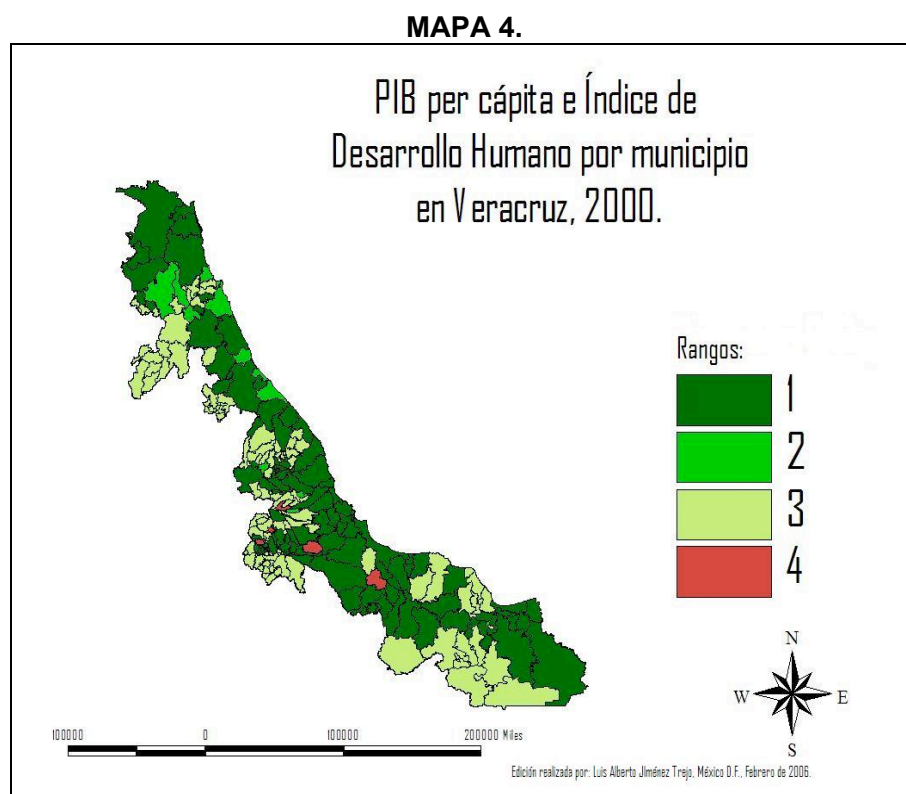 MAPA 4.
PIB per cápita e Índice de
Desarrollo Humano por municipio
en Veracruz, 2000.
Rangos:
1
2
3
4
N
W E
S
100000 0 100000 200000 Miles
Edición realizada por: Luis Alberto Jiménez Trejo, México D.F., Febrero de 2006.